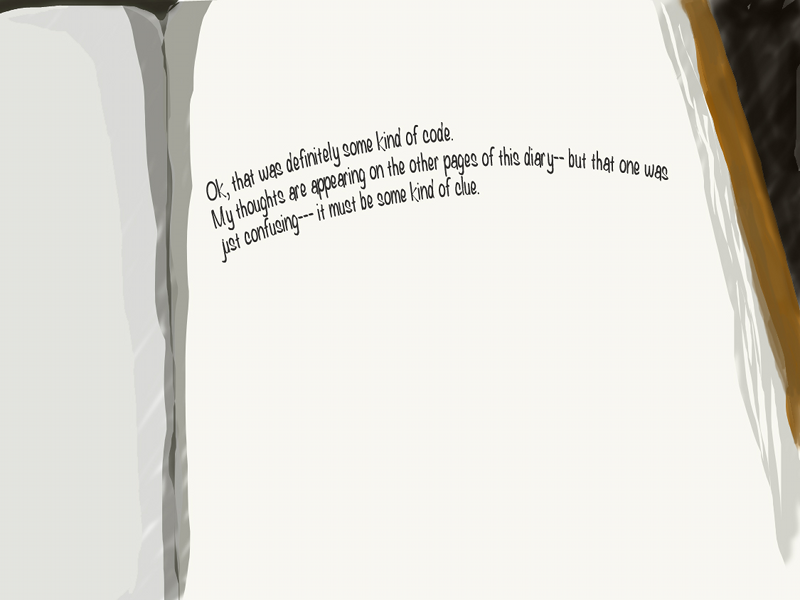 Ok, that was definitely some kind of code.
My thoughts are appearing on the other pages of this diary-- but that one was
just confusing--- it must be some kind of clue.